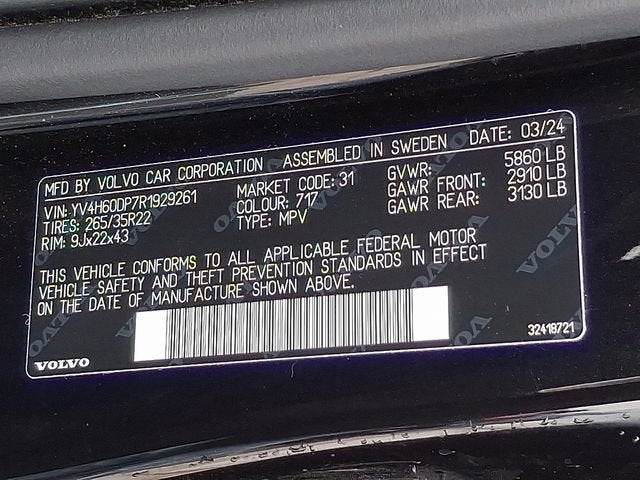 MFD BY VOLVO CAR CORPORATION ASSEMBLED IN SWEDEN DATE: 03/24
VIN: YV4H60DP7R1929261 MARKET CODE: 31 GVWR: 5860 LB
TIRES: 265/35R22 COLOUR: 717 GAWR FRONT: 2910 LB
RIM: 9Jx22x43 TYPE: MPV GAWR REAR: 3130 LB
THIS VEHICLE CONFORMS TO ALL APPLICABLE FEDERAL MOTOR
VEHICLE SAFETY AND THEFT PREVENTION STANDARDS IN EFFECT
ON THE DATE OF MANUFACTURE SHOWN ABOVE.
VOLVO 32418721